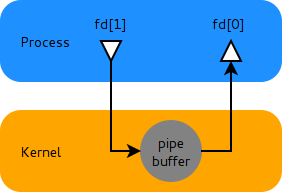 fd[1]
fd[0]
Process
pipe
buffer
Kernel